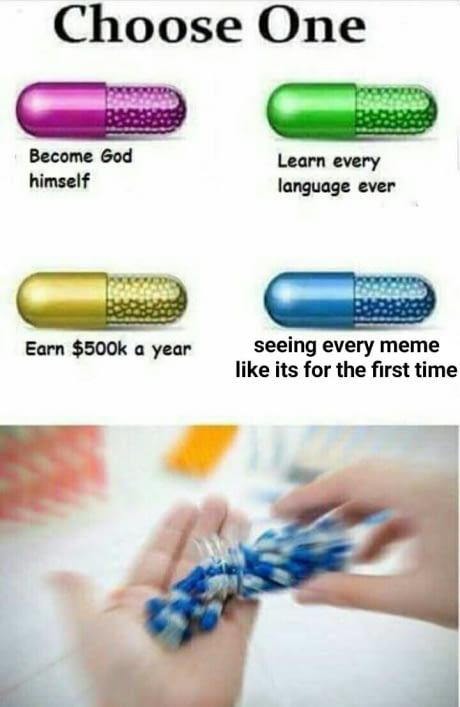 Choose One
Become God
himself
Learn every
language ever
Earn $500k a year
seeing every meme
like its for the first time